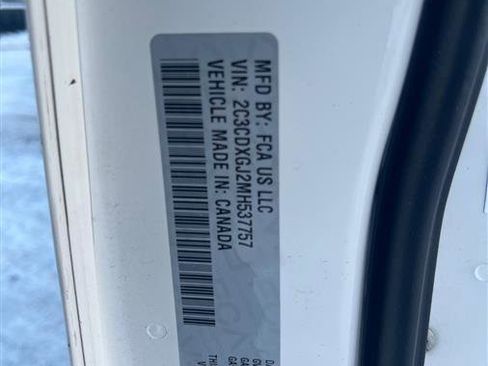 MFD BY: FCA US LLC
VIN: 2C3CDXGJ2MH537757
VEHICLE MADE IN: CANADA